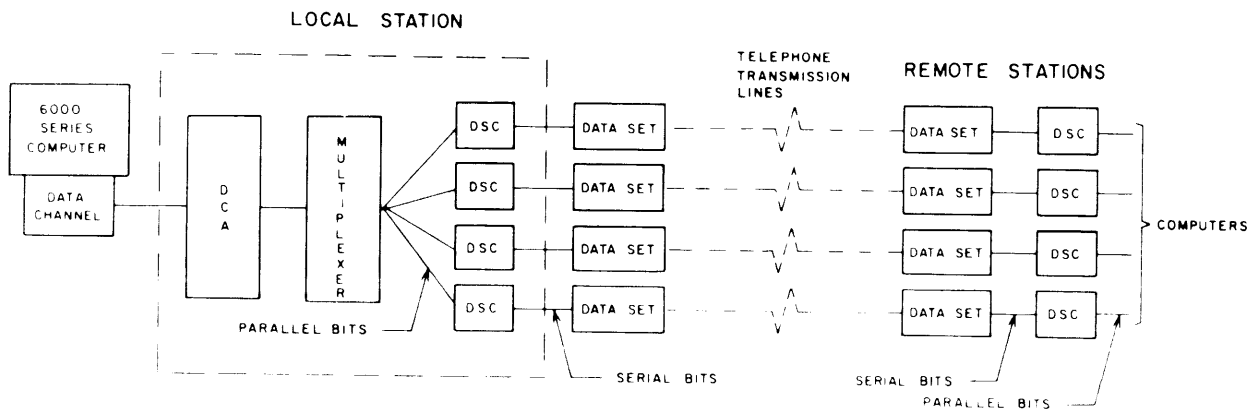 LOCAL STATION
6000
SERIES
COMPUTER
DATA
CHANNEL
DCA
MULTIPLEXER
DSC
DSC
DSC
DSC
PARALLEL BITS
SERIAL BITS
DATA SET
DATA SET
DATA SET
DATA SET
TELEPHONE
TRANSMISSION
LINES
REMOTE STATIONS
DATA SET
DATA SET
DATA SET
DATA SET
DSC
DSC
DSC
DSC
COMPUTERS
SERIAL BITS
PARALLEL BITS